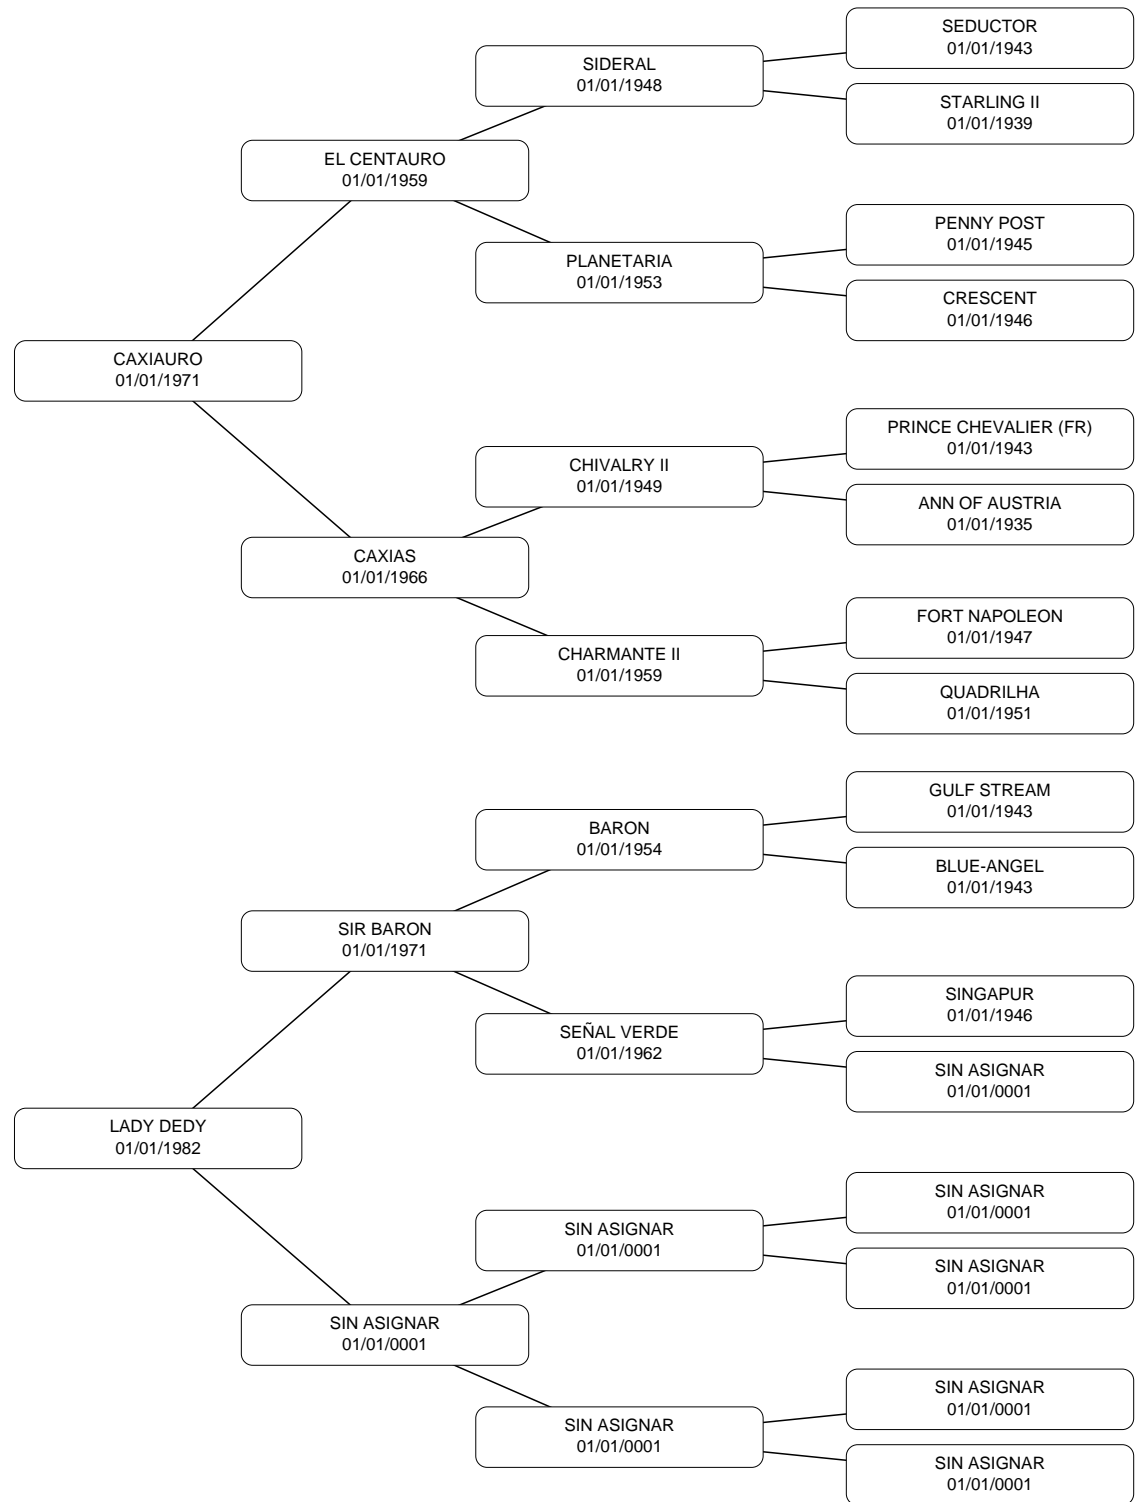 SEDUCTOR
01/01/1943
SIDERAL
01/01/1948
STARLING II
01/01/1939
EL CENTAURO
01/01/1959
PENNY POST
01/01/1945
PLANETARIA
01/01/1953
CRESCENT
01/01/1946
CAXIAURO
01/01/1971
PRINCE CHEVALIER (FR)
01/01/1943
CHIVALRY II
01/01/1949
ANN OF AUSTRIA
01/01/1935
CAXIAS
01/01/1966
FORT NAPOLEON
01/01/1947
CHARMANTE II
01/01/1959
QUADRILHA
01/01/1951
GULF STREAM
01/01/1943
BARON
01/01/1954
BLUE-ANGEL
01/01/1943
SIR BARON
01/01/1971
SINGAPUR
01/01/1946
SEÑAL VERDE
01/01/1962
SIN ASIGNAR
01/01/0001
LADY DEDY
01/01/1982
SIN ASIGNAR
01/01/0001
SIN ASIGNAR
01/01/0001
SIN ASIGNAR
01/01/0001
SIN ASIGNAR
01/01/0001
SIN ASIGNAR
01/01/0001
SIN ASIGNAR
01/01/0001
SIN ASIGNAR
01/01/0001